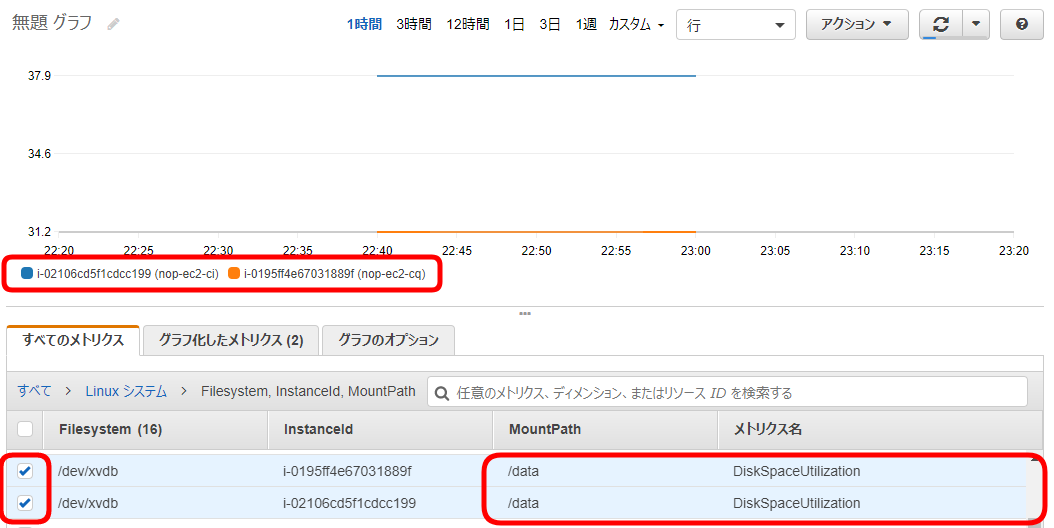 無題 グラフ 1時間 3時間 12時間 1日 3日 1週 カスタム 行 アクション
37.9
34.6
31.2
22:20 22:25 22:30 22:35 22:40 22:45 22:50 22:55 23:00 23:05 23:10 23:15 23:20
i-02106cd5f1cdcc199 (nop-ec2-ci) i-0195ff4e67031889f (nop-ec2-cq)
すべてのメトリクス グラフ化したメトリクス (2) グラフのオプション
すべて > Linux システム > Filesystem, InstanceId, MountPath 任意のメトリクス、ディメンション、またはリソース ID を検索する
Filesystem (16) InstanceId MountPath メトリクス名
/dev/xvdb i-0195ff4e67031889f /data DiskSpaceUtilization
/dev/xvdb i-02106cd5f1cdcc199 /data DiskSpaceUtilization